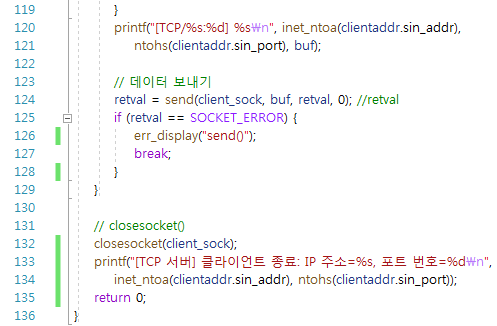 119 }
120 printf("[TCP/%s:%d] %s₩n", inet_ntoa(clientaddr.sin_addr),
121 ntohs(clientaddr.sin_port), buf);
122
123 // 데이터 보내기
124 retval = send(client_sock, buf, retval, 0); //retval
125 if (retval == SOCKET_ERROR) {
126 err_display("send()");
127 break;
128 }
129 }
130
131 // closesocket()
132 closesocket(client_sock);
133 printf("[TCP 서버] 클라이언트 종료: IP 주소=%s, 포트 번호=%d₩n",
134 inet_ntoa(clientaddr.sin_addr), ntohs(clientaddr.sin_port));
135 return 0;
136 }